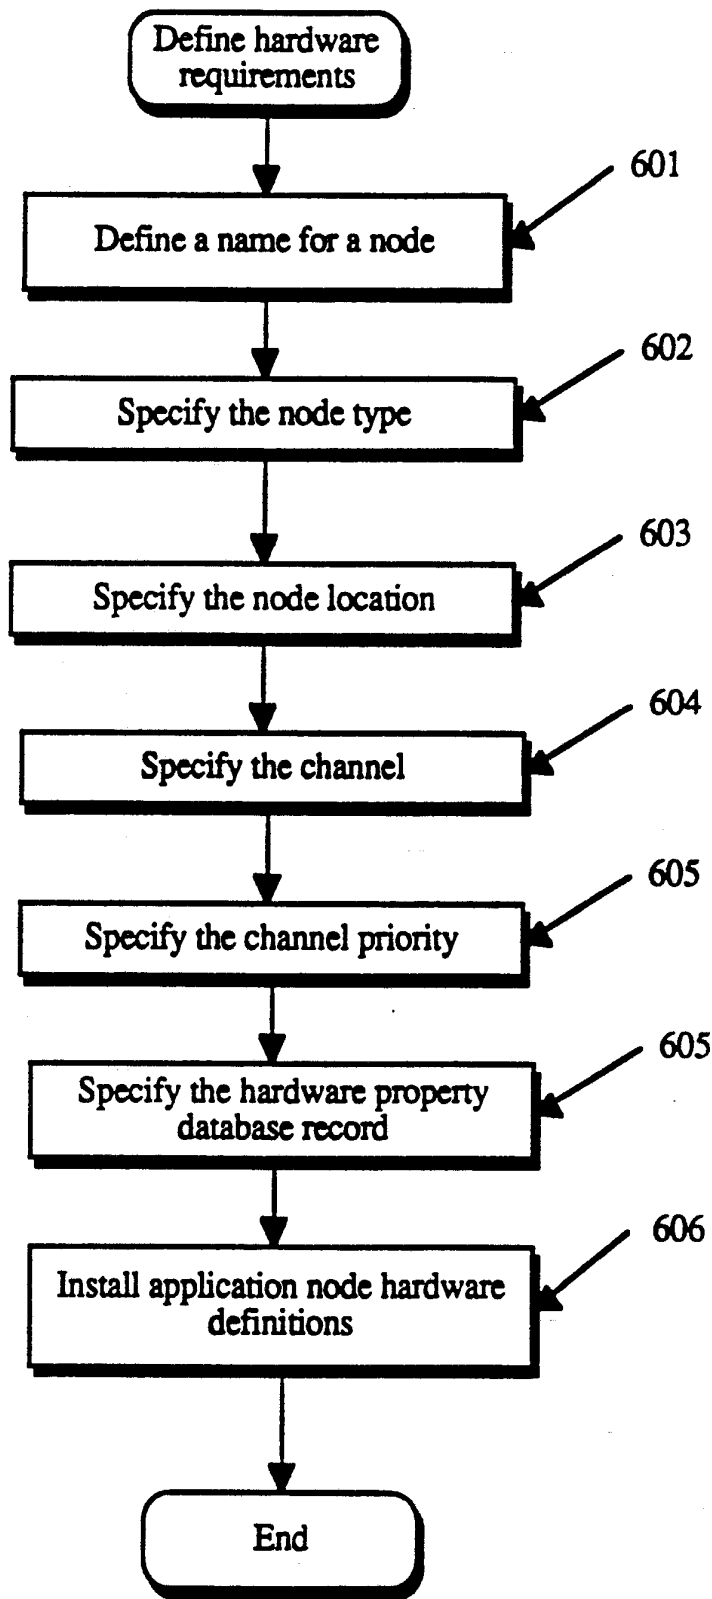 Define hardware
requirements
601
Define a name for a node
602
Specify the node type
603
Specify the node location
604
Specify the channel
605
Specify the channel priority
605
Specify the hardware property
database record
606
Install application node hardware
definitions
End